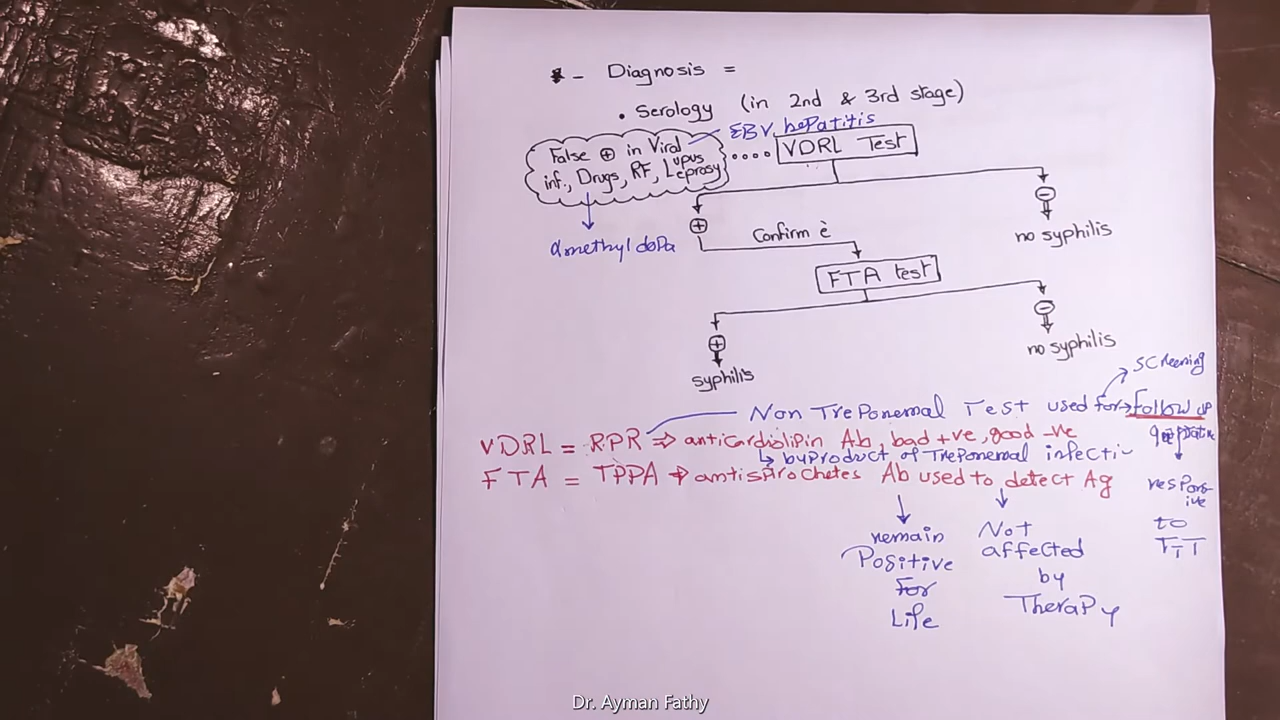 * - Diagnosis =
• Serology (in 2nd & 3rd stage)
EBV, hepatitis
False ⊕ in Viral
inf., Drugs, RF, Lupus
Leprosy
.... VDRL Test
⊕
⊖
no syphilis
αmethyl dopa
Confirm è
FTA test
⊕
⊖
syphilis
no syphilis
screening
Non Treponemal Test used for → Follow up
VDRL = RPR ⇒ anticardiolipin Ab, bad +ve, good -ve
↳ byproduct of Treponemal infecti
FTA = TPPA ⇒ antispirochetes Ab used to detect Ag
respons-
ive
to
TTT
remain
Positive
for
Life
Not
affected
by
Therapy
Dr. Ayman Fathy